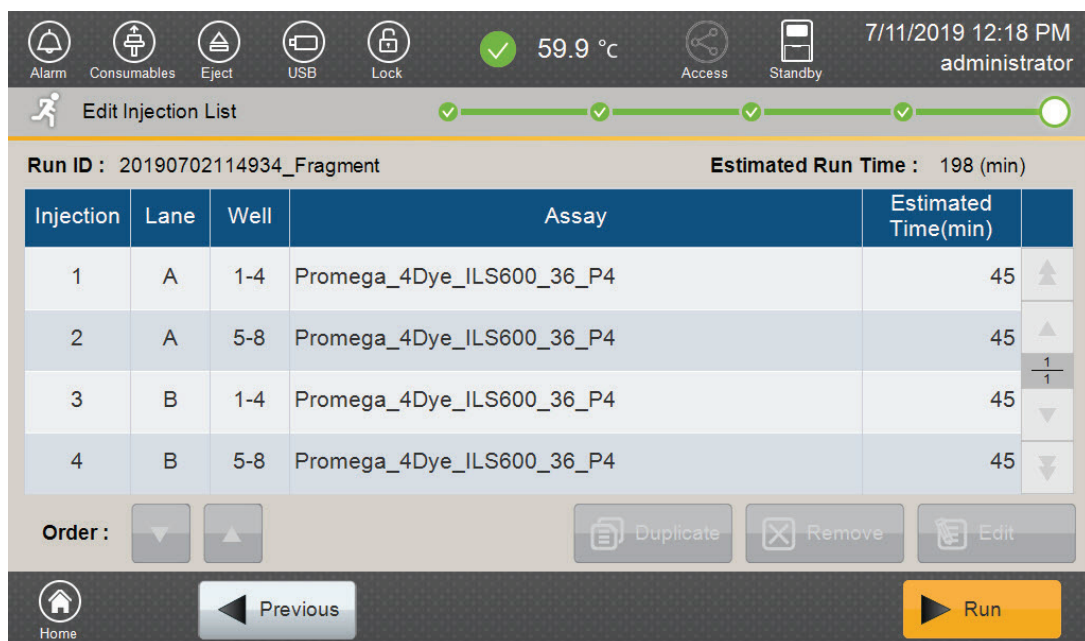 7/11/2019 12:18 PM
59.9 °c
administrator
Alarm Consumables Eject USB Lock Access Standby
Edit Injection List
Run ID : 20190702114934_Fragment Estimated Run Time : 198 (min)
Injection Lane Well Assay Estimated Time(min)
1 A 1-4 Promega_4Dye_ILS600_36_P4 45
2 A 5-8 Promega_4Dye_ILS600_36_P4 45
1
1
3 B 1-4 Promega_4Dye_ILS600_36_P4 45
4 B 5-8 Promega_4Dye_ILS600_36_P4 45
Order : Duplicate Remove Edit
Previous Run
Home